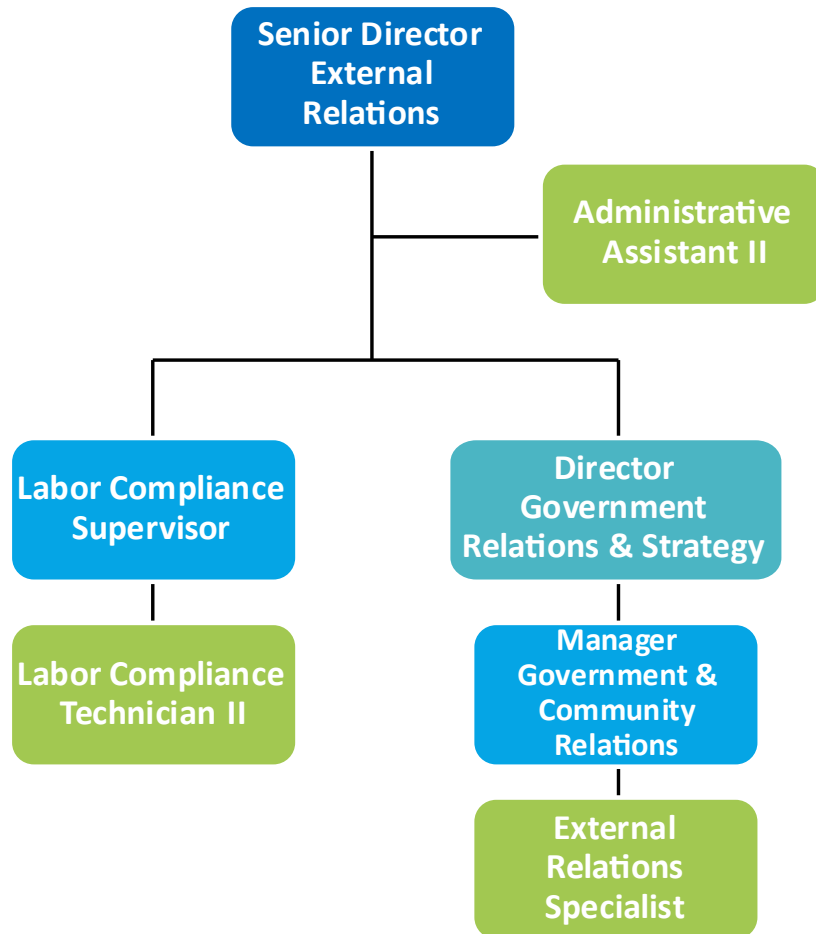 Senior Director
External
Relations
Administrative
Assistant II
Labor Compliance
Supervisor
Director
Government
Relations & Strategy
Labor Compliance
Technician II
Manager
Government &
Community
Relations
External
Relations
Specialist